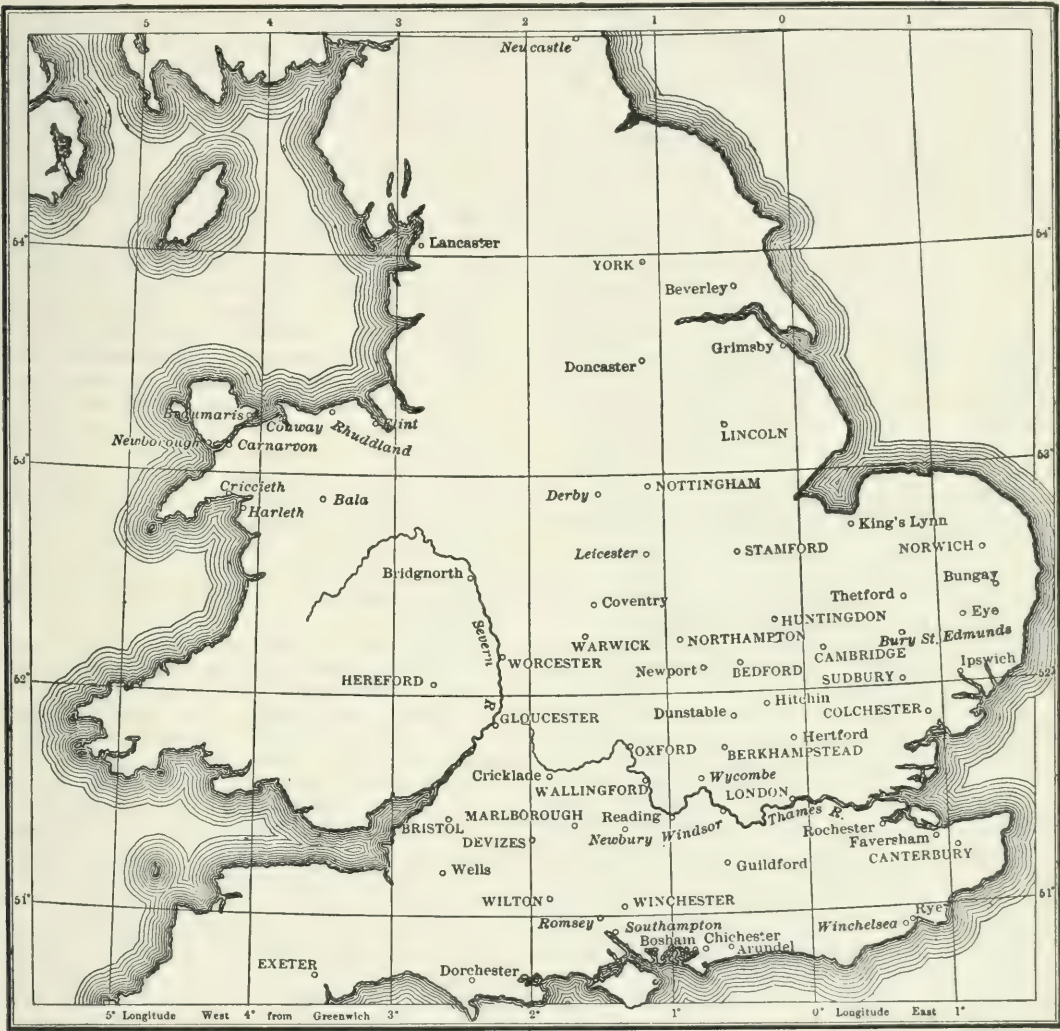 5 4 3 2 1 0 1
Newcastle
54° Lancaster 54°
YORK
Beverley
Grimsby
Doncaster
Beaumaris
Conway Rhuddland Flint
Newborough Carnarvon
LINCOLN
53° 53°
Criccieth
Harleth
Bala
Derby NOTTINGHAM
King's Lynn
Leicester STAMFORD NORWICH
Bridgnorth Bungay
Coventry Thetford
HUNTINGDON Eye
Severn R.
WARWICK NORTHAMPTON Bury St. Edmunds
CAMBRIDGE
WORCESTER Newport BEDFORD SUDBURY Ipswich
52° HEREFORD 52°
Hitchin
GLOUCESTER Dunstable COLCHESTER
Hertford
OXFORD BERKHAMPSTEAD
Cricklade Wycombe
WALLINGFORD LONDON
MARLBOROUGH Reading Thames R.
BRISTOL Newbury Windsor Rochester
DEVIZES Faversham
CANTERBURY
Wells Guildford
51° WILTON WINCHESTER 51°
Romsey Southampton Winchelsea Rye
Bosham Chichester
Arundel
EXETER Dorchester
5° Longitude West 4° from Greenwich 3° 2° 1° 0° Longitude East 1°